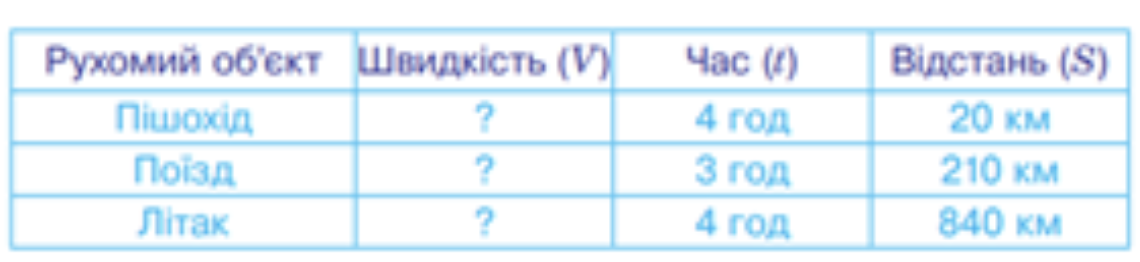 Рухомий об'єкт Швидкість (V) Час (t) Відстань (S)
Пішохід ? 4 год 20 км
Поїзд ? 3 год 210 км
Літак ? 4 год 840 км